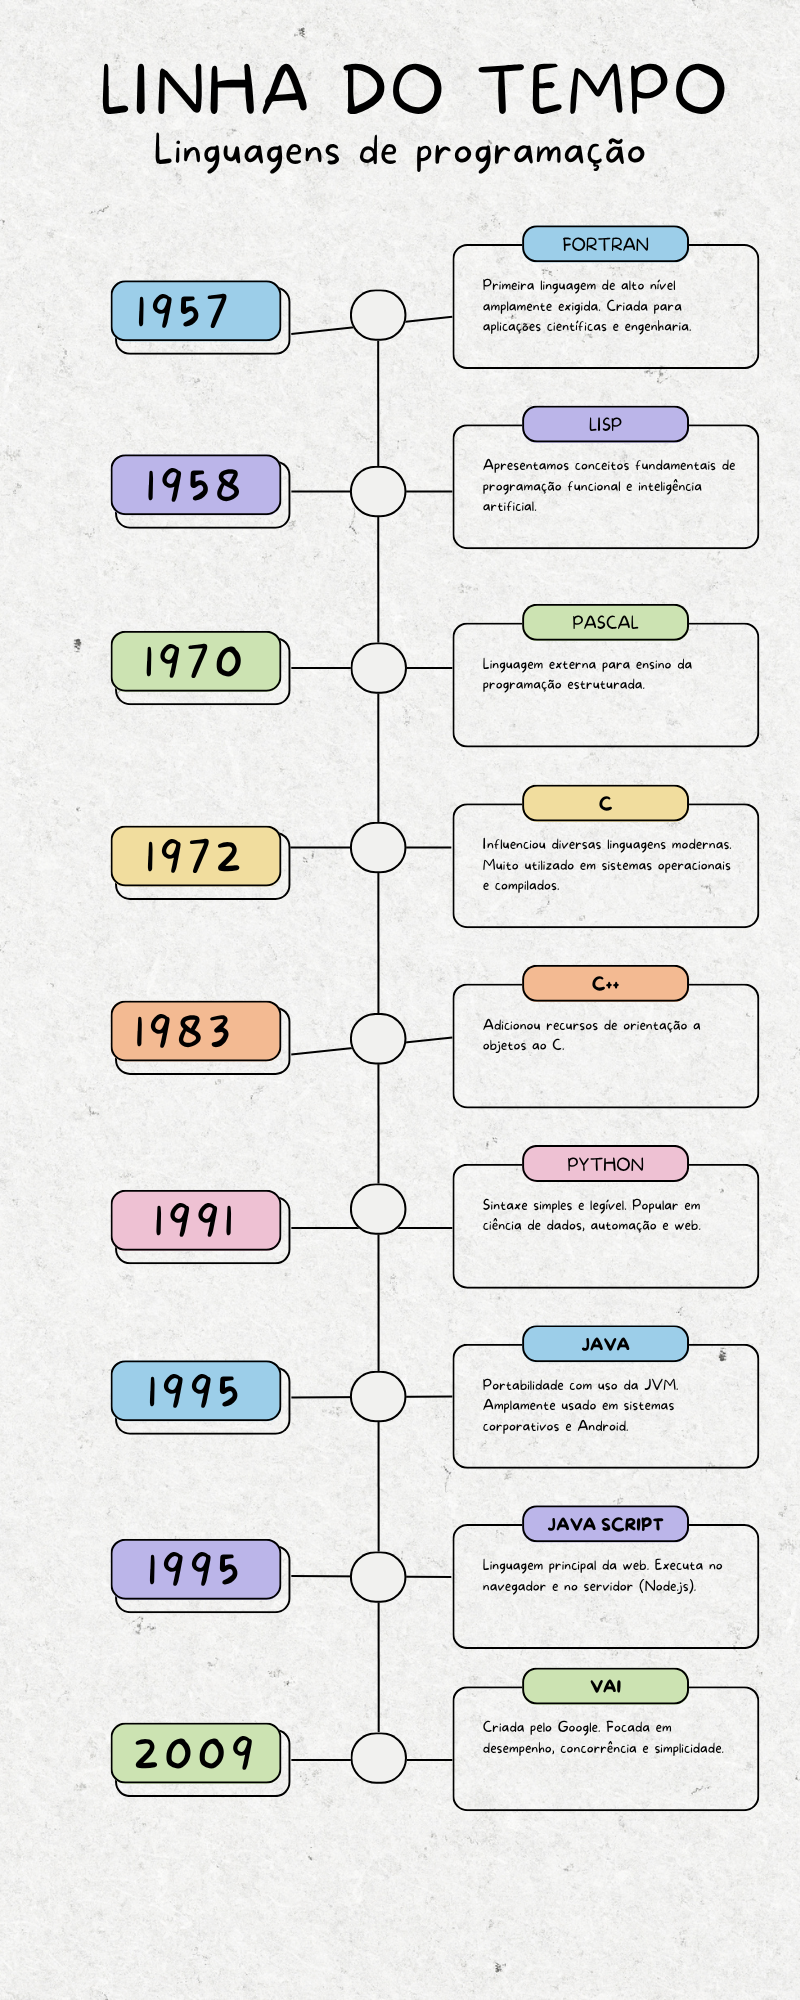 LINHA DO TEMPO
Linguagens de programação
1957
FORTRAN
Primeira linguagem de alto nível
amplamente exigida. Criada para
aplicações científicas e engenharia.
1958
LISP
Apresentamos conceitos fundamentais de
programação funcional e inteligência
artificial.
1970
PASCAL
Linguagem externa para ensino da
programação estruturada.
1972
C
Influenciou diversas linguagens modernas.
Muito utilizado em sistemas operacionais
e compilados.
1983
C++
Adicionou recursos de orientação a
objetos ao C.
1991
PYTHON
Sintaxe simples e legível. Popular em
ciência de dados, automação e web.
1995
JAVA
Portabilidade com uso da JVM.
Amplamente usado em sistemas
corporativos e Android.
1995
JAVA SCRIPT
Linguagem principal da web. Executa no
navegador e no servidor (Node.js).
2009
VAI
Criada pelo Google. Focada em
desempenho, concorrência e simplicidade.